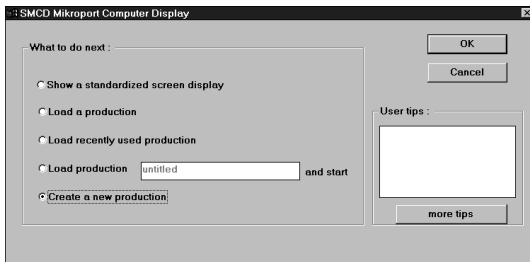 SMCD Mikroport Computer Display
What to do next :
Show a standardized screen display
Load a production
Load recently used production
Load production untitled and start
Create a new production
OK
Cancel
User tips :
more tips